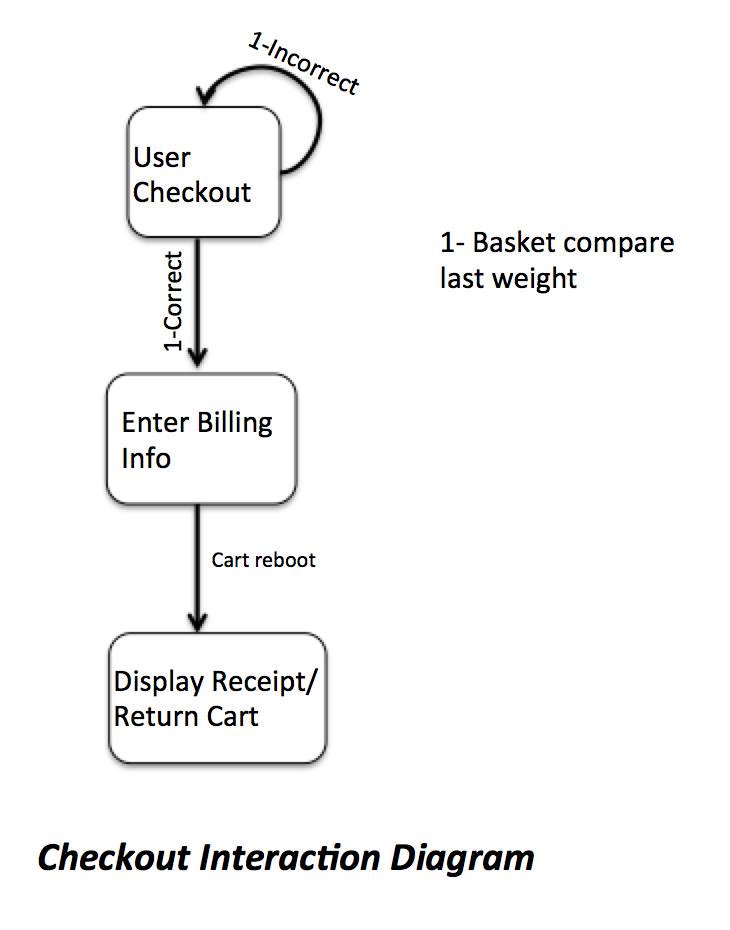 1-Incorrect
User
Checkout
1- Basket compare
last weight
1-Correct
Enter Billing
Info
Cart reboot
Display Receipt/
Return Cart
Checkout Interaction Diagram